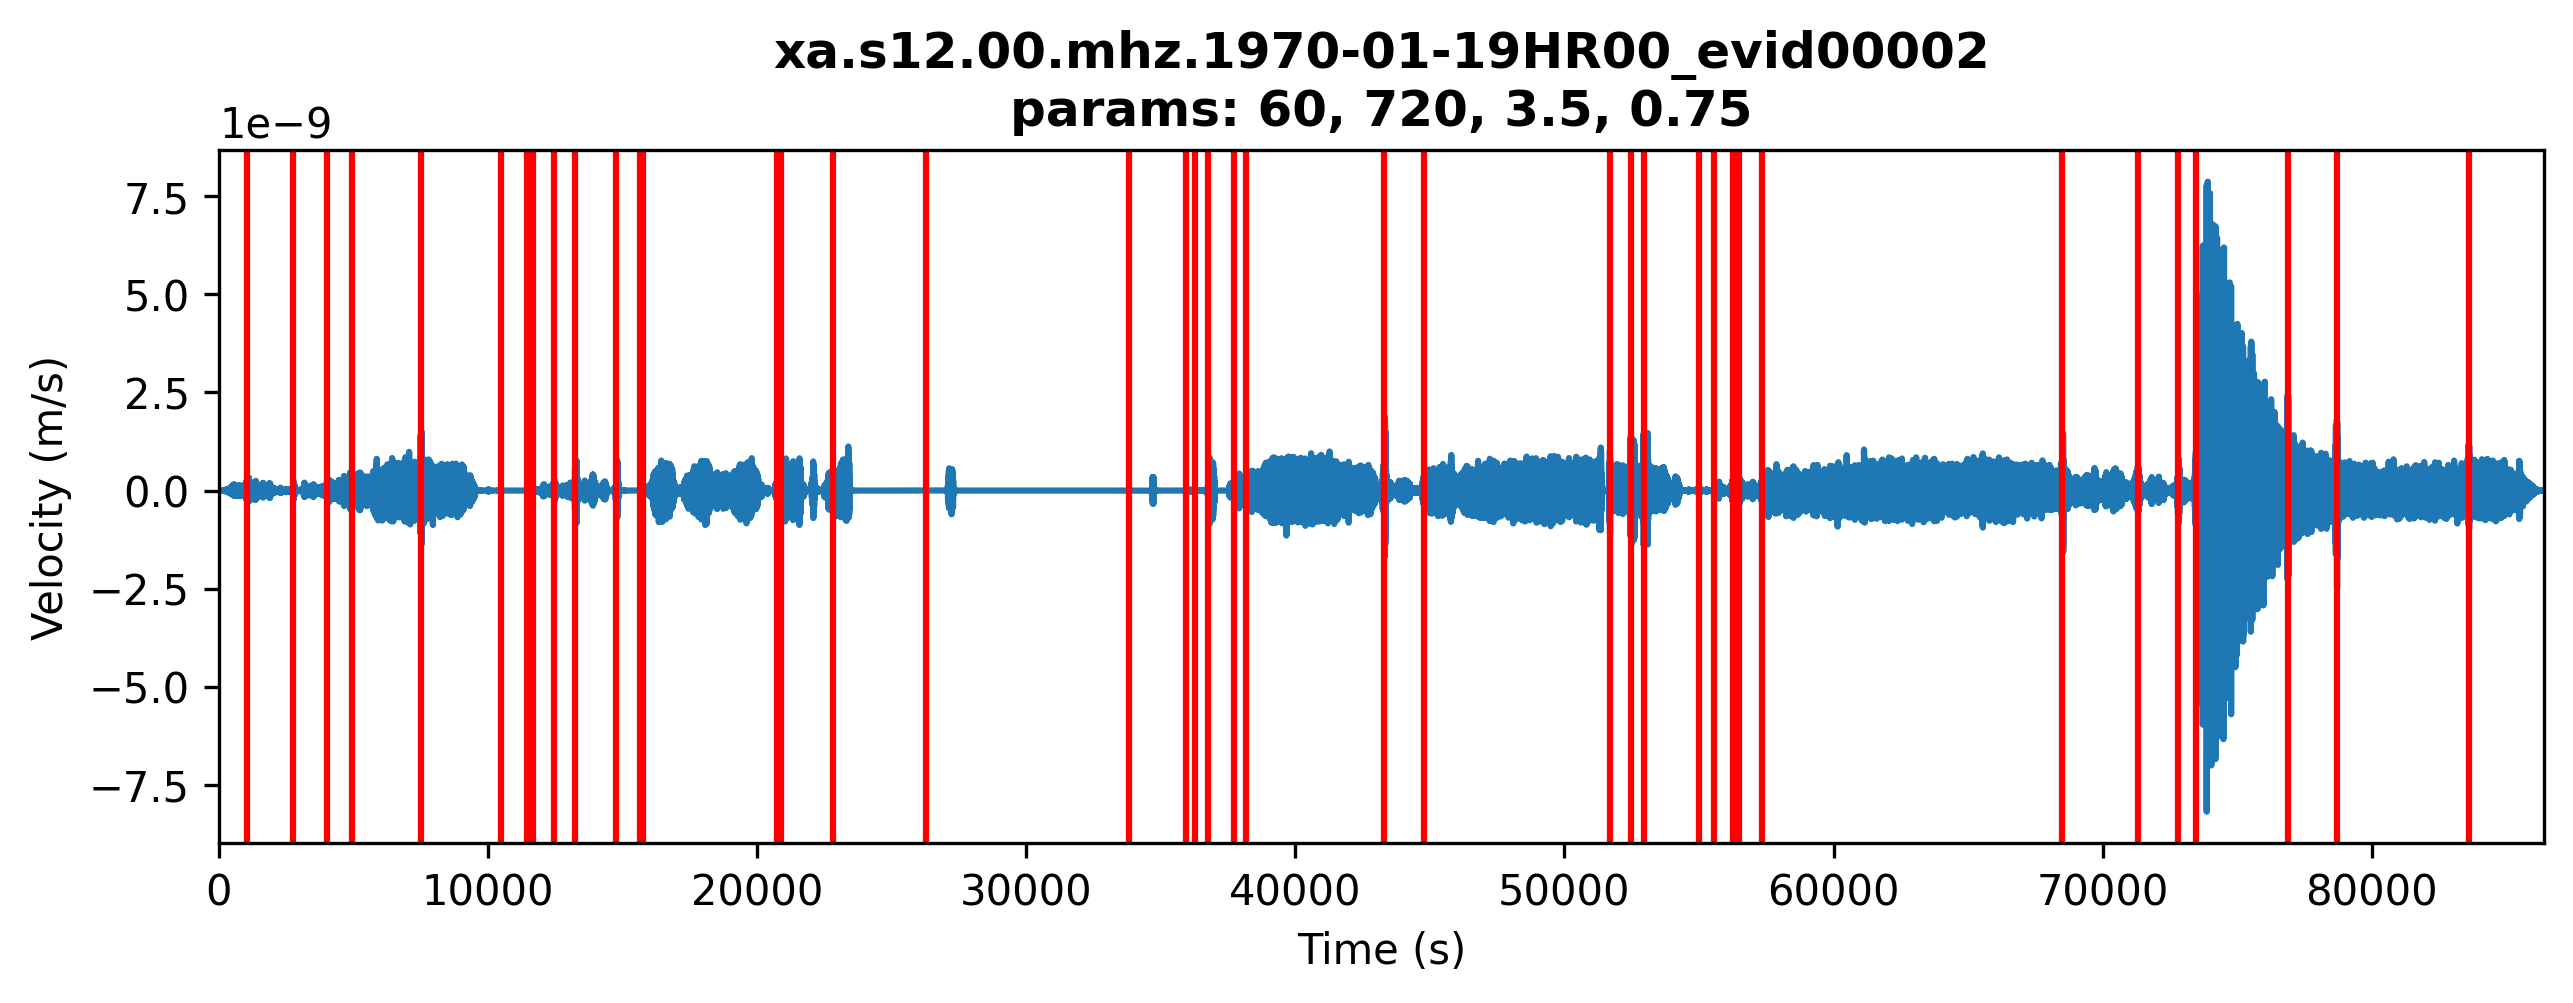 xa.s12.00.mhz.1970-01-19HR00_evid00002
params: 60, 720, 3.5, 0.75
1e−9
7.5
5.0
2.5
0.0
−2.5
−5.0
−7.5
Velocity (m/s)
0 10000 20000 30000 40000 50000 60000 70000 80000
Time (s)